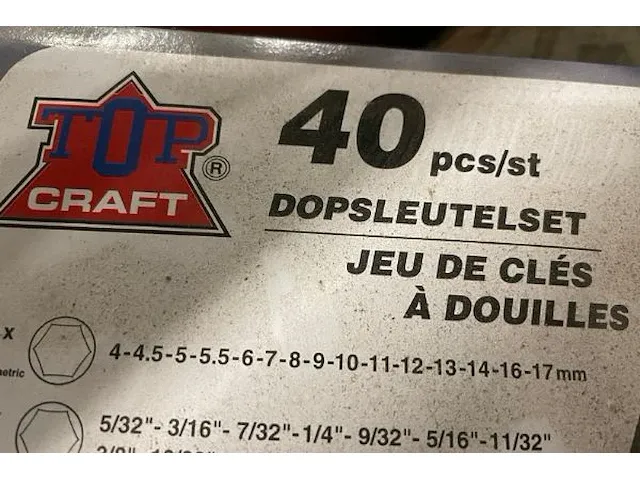 TOP
CRAFT
®
40 pcs/st
DOPSLEUTELSET
JEU DE CLÉS
À DOUILLES
x
4-4.5-5-5.5-6-7-8-9-10-11-12-13-14-16-17mm
5/32"- 3/16"- 7/32"-1/4"- 9/32"- 5/16"-11/32"